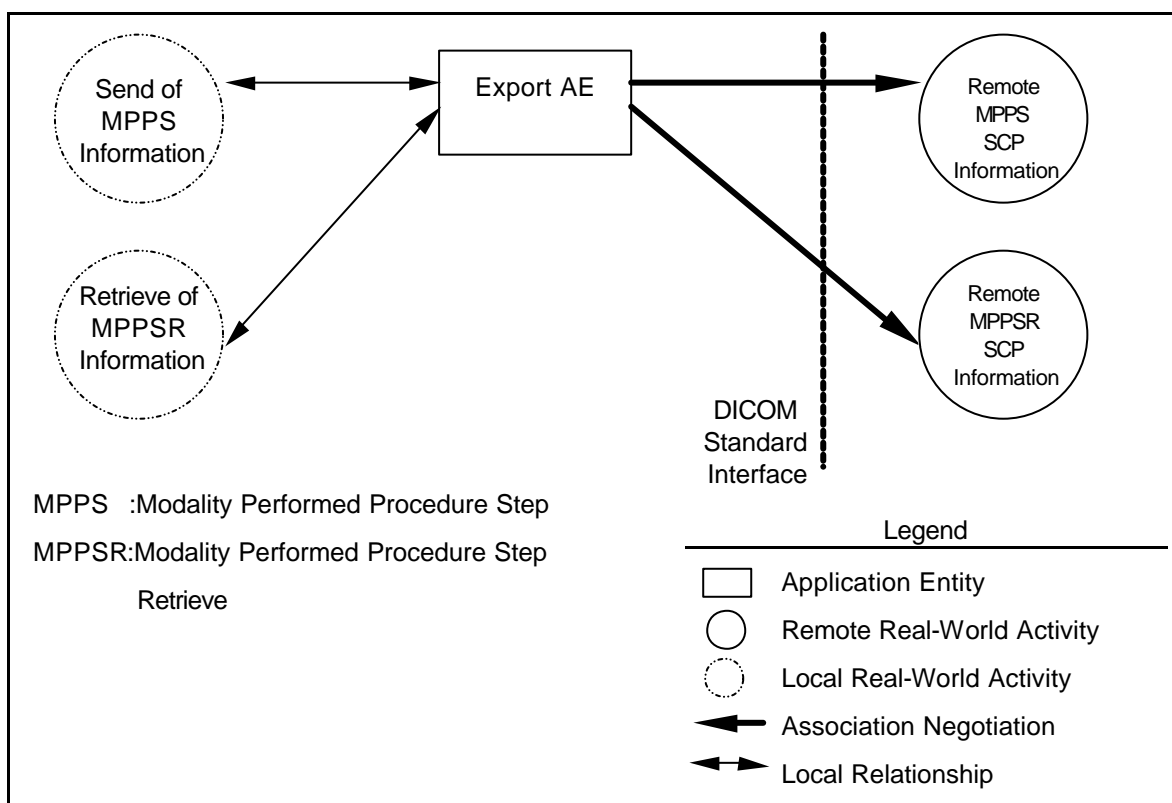 Send of
MPPS
Information
Export AE
Remote
MPPS
SCP
Information
Retrieve of
MPPSR
Information
Remote
MPPSR
SCP
Information
DICOM
Standard
Interface
MPPS :Modality Performed Procedure Step
MPPSR:Modality Performed Procedure Step
Retrieve
Legend
Application Entity
Remote Real-World Activity
Local Real-World Activity
Association Negotiation
Local Relationship